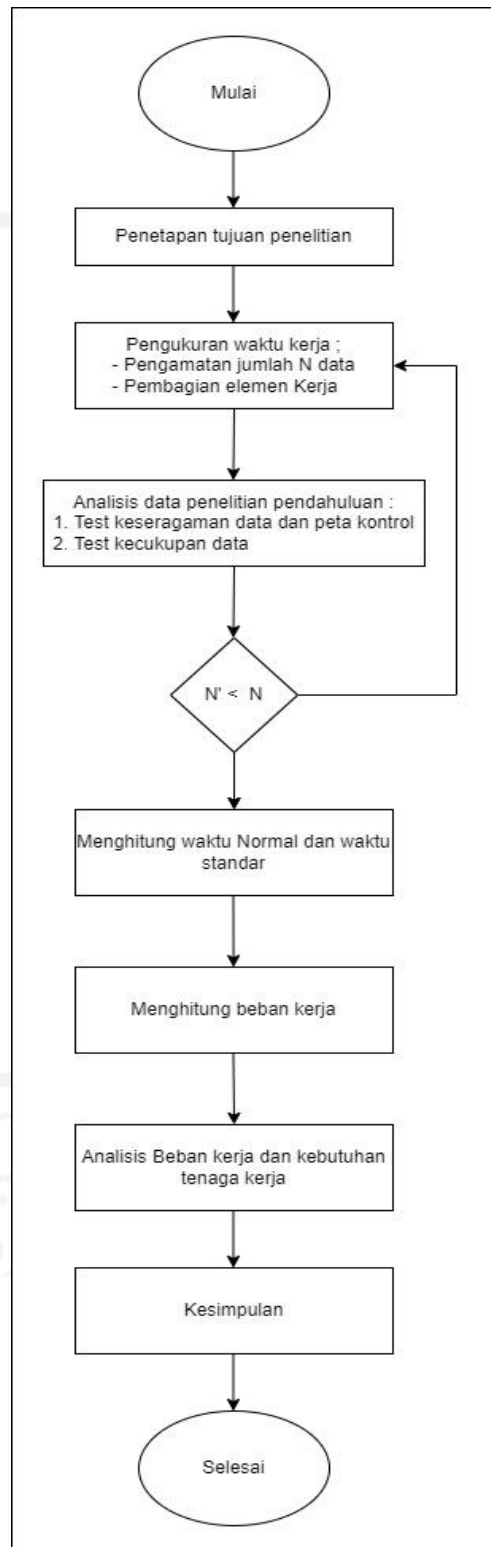 Mulai
Penetapan tujuan penelitian
Pengukuran waktu kerja ;
- Pengamatan jumlah N data
- Pembagian elemen Kerja
Analisis data penelitian pendahuluan :
1. Test keseragaman data dan peta kontrol
2. Test kecukupan data
N' < N
Menghitung waktu Normal dan waktu
standar
Menghitung beban kerja
Analisis Beban kerja dan kebutuhan
tenaga kerja
Kesimpulan
Selesai